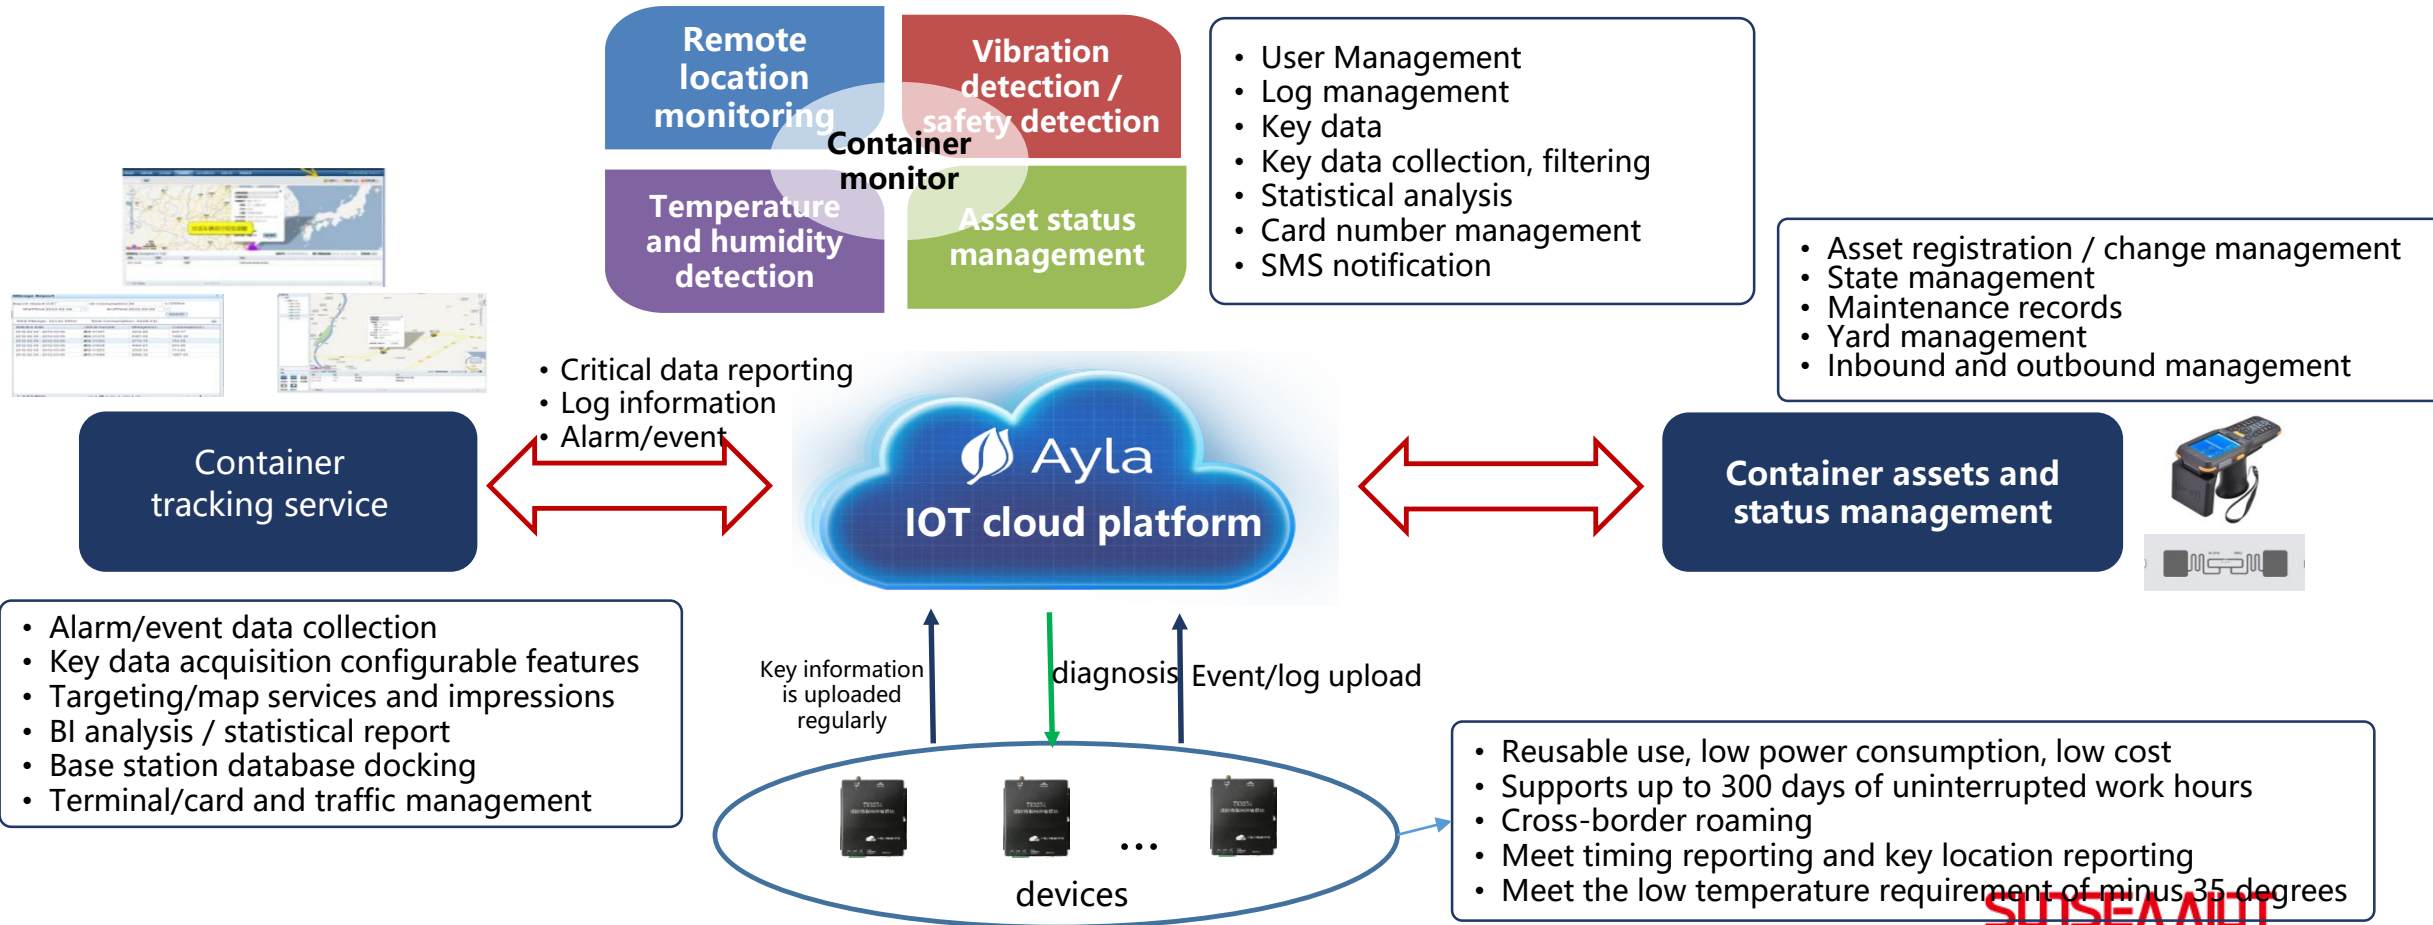 Remote
location
monitoring
Vibration
detection /
safety detection
Container
monitor
Temperature
and humidity
detection
Asset status
management
• User Management
• Log management
• Key data
• Key data collection, filtering
• Statistical analysis
• Card number management
• SMS notification
• Asset registration / change management
• State management
• Maintenance records
• Yard management
• Inbound and outbound management
• Critical data reporting
• Log information
• Alarm/event
Container
tracking service
Ayla
IOT cloud platform
Container assets and
status management
• Alarm/event data collection
• Key data acquisition configurable features
• Targeting/map services and impressions
• BI analysis / statistical report
• Base station database docking
• Terminal/card and traffic management
Key information
is uploaded
regularly
diagnosis
Event/log upload
...
devices
• Reusable use, low power consumption, low cost
• Supports up to 300 days of uninterrupted work hours
• Cross-border roaming
• Meet timing reporting and key location reporting
• Meet the low temperature requirement of minus 35 degrees
SUNSEA AIOT